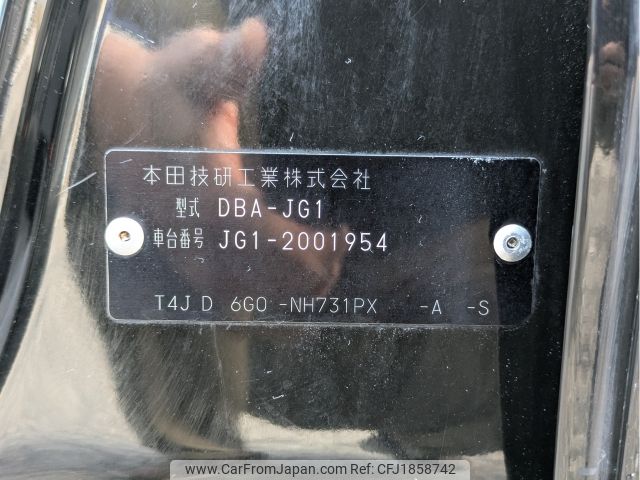 本田技研工業株式会社
型式 DBA-JG1
車台番号 JG1-2001954
T4J D 6G0 -NH731PX -A -S
www.CarFromJapan.com Ref:CFJ1858742